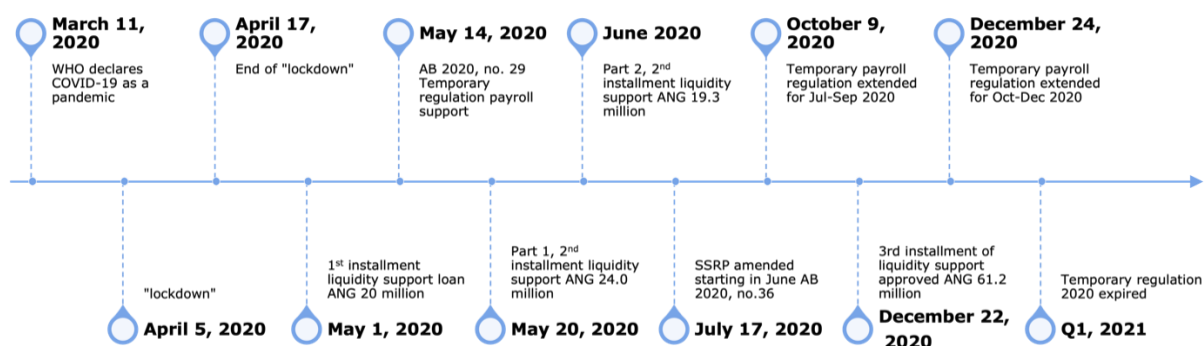 March 11,
2020
WHO declares
COVID-19 as a
pandemic
April 17,
2020
End of "lockdown"
May 14, 2020
AB 2020, no. 29
Temporary
regulation payroll
support
June 2020
Part 2, 2nd
installment liquidity
support ANG 19.3
million
October 9,
2020
Temporary payroll
regulation extended
for Jul-Sep 2020
December 24,
2020
Temporary payroll
regulation extended
for Oct-Dec 2020
"lockdown"
April 5, 2020
1st installment
liquidity support loan
ANG 20 million
May 1, 2020
Part 1, 2nd
installment liquidity
support ANG 24.0
million
May 20, 2020
SSRP amended
starting in June AB
2020, no.36
July 17, 2020
3rd installment of
liquidity support
approved ANG 61.2
million
December 22,
2020
Temporary regulation
2020 expired
Q1, 2021